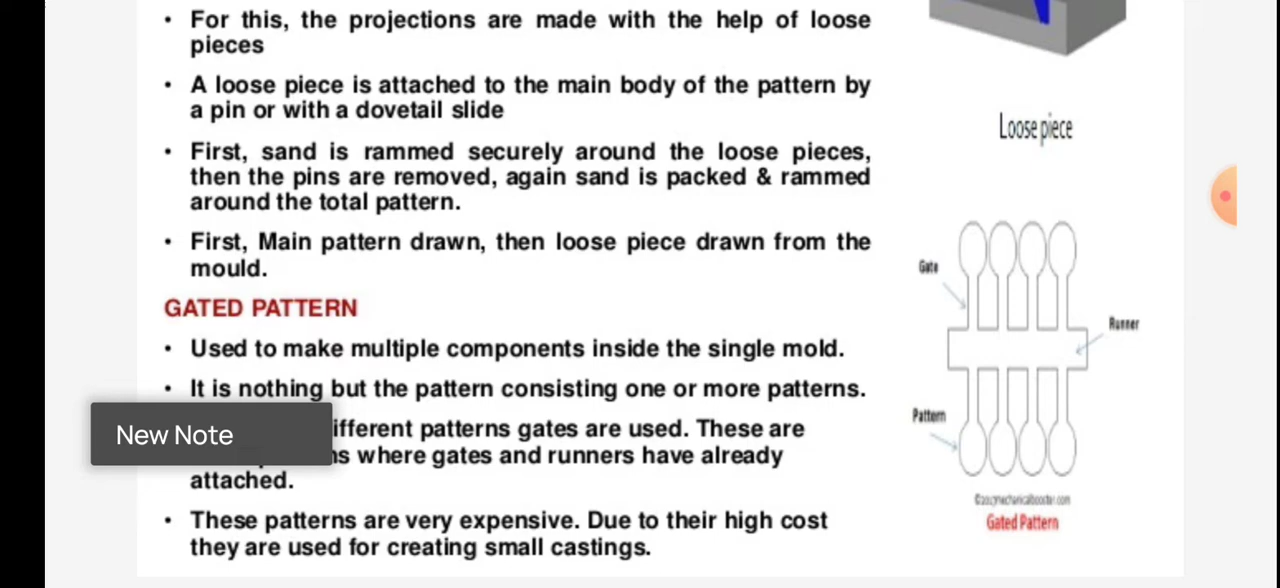 • For this, the projections are made with the help of loose
pieces
• A loose piece is attached to the main body of the pattern by
a pin or with a dovetail slide
• First, sand is rammed securely around the loose pieces,
then the pins are removed, again sand is packed & rammed
around the total pattern.
• First, Main pattern drawn, then loose piece drawn from the
mould.
GATED PATTERN
• Used to make multiple components inside the single mold.
• It is nothing but the pattern consisting one or more patterns.
New Note
different patterns gates are used. These are
where gates and runners have already
attached.
• These patterns are very expensive. Due to their high cost
they are used for creating small castings.
Loose piece
Gate
Runner
Pattern
mechanicalbooster.com
Gated Pattern